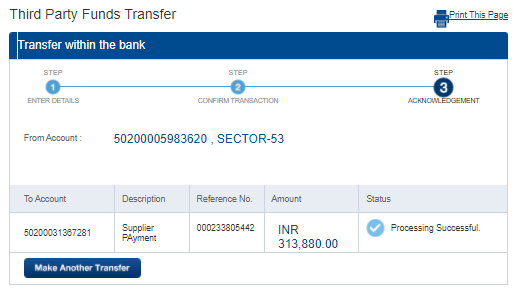 Third Party Funds Transfer
Print This Page
Transfer within the bank
STEP STEP STEP
1 2 3
ENTER DETAILS CONFIRM TRANSACTION ACKNOWLEDGEMENT
From Account : 50200005983620 , SECTOR-53
To Account Description Reference No. Amount Status
50200031367281 Supplier PAyment 000233805442 INR 313,880.00 Processing Successful.
Make Another Transfer